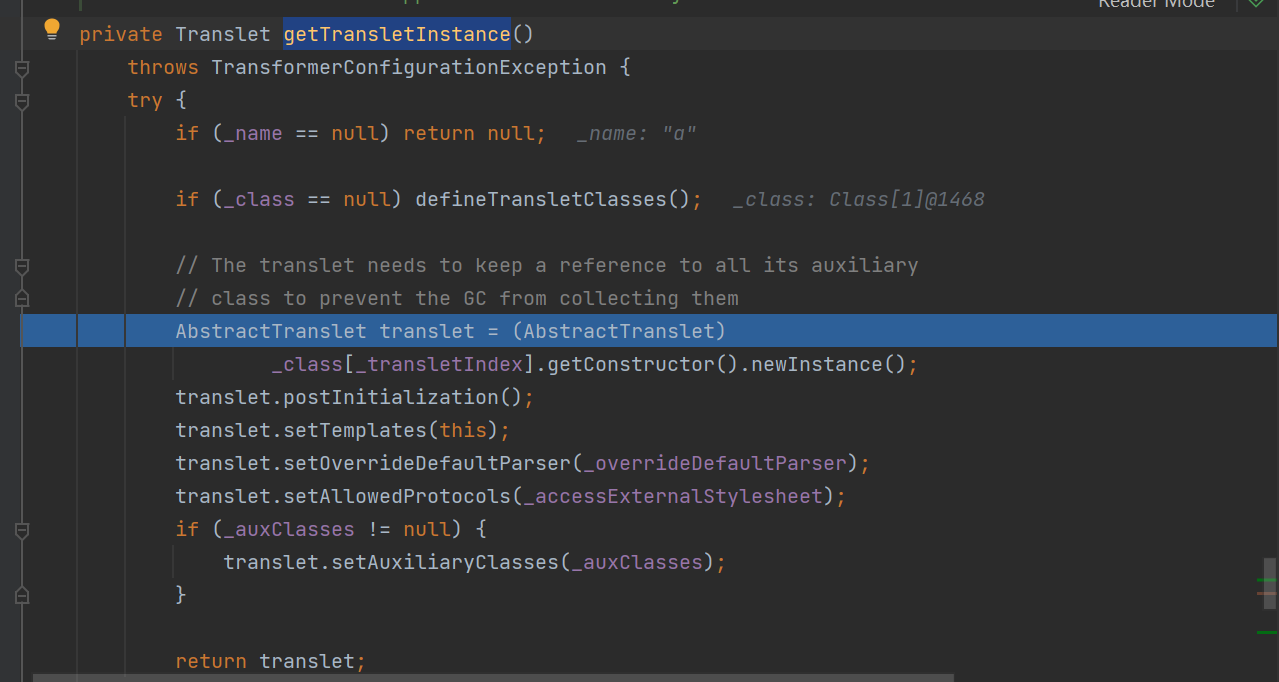 Reader Mode
private Translet getTransletInstance()
    throws TransformerConfigurationException {
    try {
        if (_name == null) return null;   _name: "a"
        if (_class == null) defineTransletClasses();   _class: Class[1]@1468
        // The translet needs to keep a reference to all its auxiliary
        // class to prevent the GC from collecting them
        AbstractTranslet translet = (AbstractTranslet)
                _class[_transletIndex].getConstructor().newInstance();
        translet.postInitialization();
        translet.setTemplates(this);
        translet.setOverrideDefaultParser(_overrideDefaultParser);
        translet.setAllowedProtocols(_accessExternalStylesheet);
        if (_auxClasses != null) {
            translet.setAuxiliaryClasses(_auxClasses);
        }
        return translet;